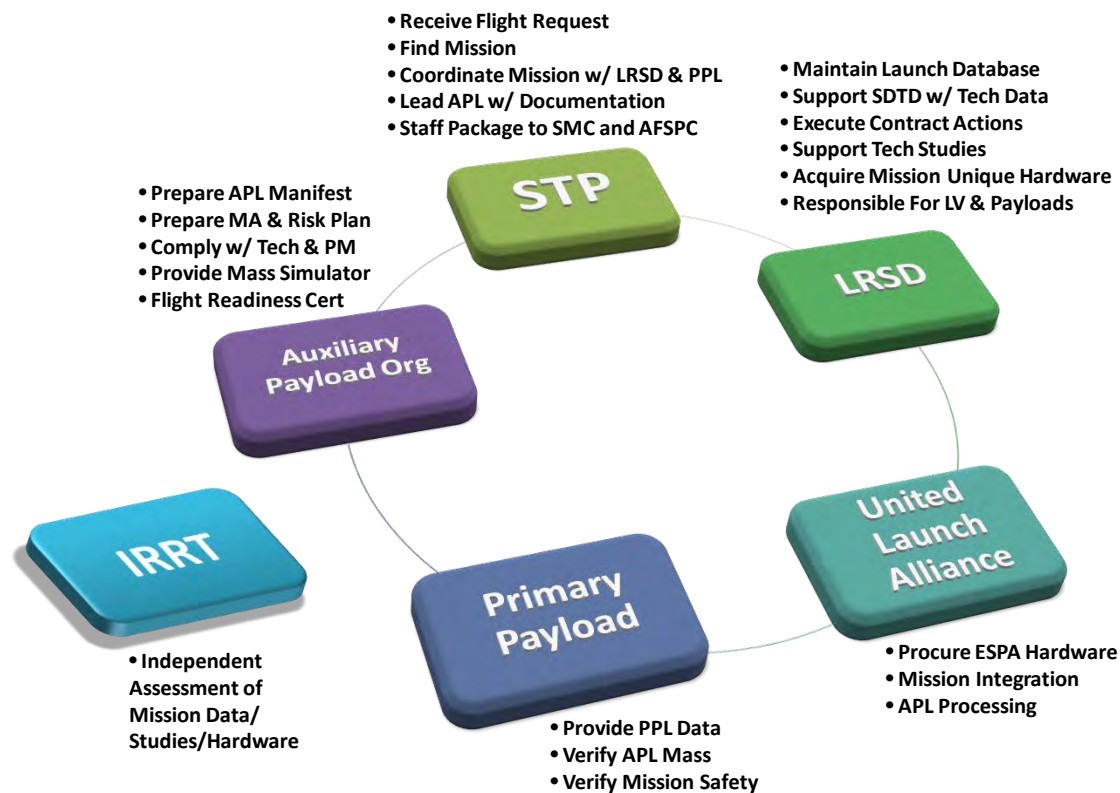 • Receive Flight Request
• Find Mission
• Coordinate Mission w/ LRSD & PPL
• Lead APL w/ Documentation
• Staff Package to SMC and AFSPC
STP
• Maintain Launch Database
• Support SDTD w/ Tech Data
• Execute Contract Actions
• Support Tech Studies
• Acquire Mission Unique Hardware
• Responsible For LV & Payloads
LRSD
• Prepare APL Manifest
• Prepare MA & Risk Plan
• Comply w/ Tech & PM
• Provide Mass Simulator
• Flight Readiness Cert
Auxiliary
Payload Org
United
Launch
Alliance
• Procure ESPA Hardware
• Mission Integration
• APL Processing
Primary
Payload
• Provide PPL Data
• Verify APL Mass
• Verify Mission Safety
IRRT
• Independent
Assessment of
Mission Data/
Studies/Hardware